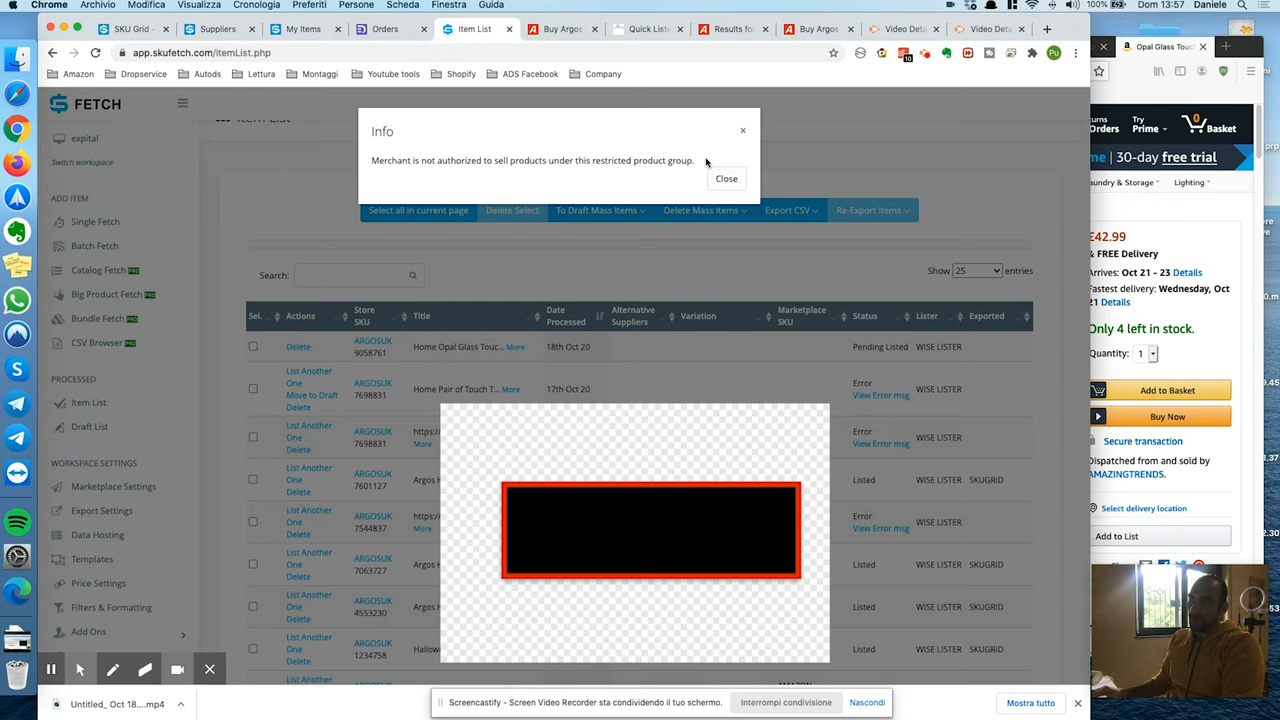 Chrome Archivio Modifica Visualizza Cronologia Preferiti Persone Scheda Finestra Guida 100% Dom 13:57 Daniele
SKU Grid - Suppliers My Items Orders Item List Buy Argos Quick Liste Results for Buy Argos Video Deta Video Deta
Opal Glass Touc
app.skufetch.com/itemList.php
10
Pu
Amazon Dropservice Autods Lettura Montaggi Youtube tools Shopify ADS Facebook Company
FETCH
expital
Switch workspace
ADD ITEM
Single Fetch
Batch Fetch
Catalog Fetch PRO
Big Product Fetch PRO
Bundle Fetch PRO
CSV Browser PRO
PROCESSED
Item List
Draft List
WORKSPACE SETTINGS
Marketplace Settings
Export Settings
Data Hosting
Templates
Price Settings
Filters & Formatting
Add Ons
Info
×
Merchant is not authorized to sell products under this restricted product group.
Close
Select all in current page Delete Select To Draft Mass Items Delete Mass Items Export CSV Re-Export Items
Search:
Show 25 entries
Sel. Actions Store SKU Title Date Processed Alternative Suppliers Variation Marketplace SKU Status Lister Exported
Delete ARGOSUK 9058761 Home Opal Glass Touc... More 18th Oct 20 Pending Listed WISE LISTER
List Another One Move to Draft Delete ARGOSUK 7698831 Home Pair of Touch T... More 17th Oct 20 Error View Error msg WISE LISTER
List Another One Delete ARGOSUK 7698831 https:/ More Error View Error msg WISE LISTER
List Another One Delete ARGOSUK 7601127 Argos H Listed WISE LISTER SKUGRID
List Another One Delete ARGOSUK 7544837 https:/ More Error View Error msg WISE LISTER
List Another One Delete ARGOSUK 7063727 Argos H Listed WISE LISTER SKUGRID
List Another One Delete ARGOSUK 4553230 Argos H Listed WISE LISTER SKUGRID
List Another One Delete ARGOSUK 1234758 Hallow Listed WISE LISTER SKUGRID
Returns & Orders
Try Prime
0 Basket
30-day free trial
Laundry & Storage Lighting
£42.99
& FREE Delivery
Arrives: Oct 21 - 23 Details
Fastest delivery: Wednesday, Oct 21 Details
Only 4 left in stock.
Quantity: 1
Add to Basket
Buy Now
Secure transaction
Dispatched from and sold by AMAZINGTRENDS.
Select delivery location
Add to List
Untitled_ Oct 18....mp4
Screencastify - Screen Video Recorder sta condividendo il tuo schermo. Interrompi condivisione Nascondi
Mostra tutto